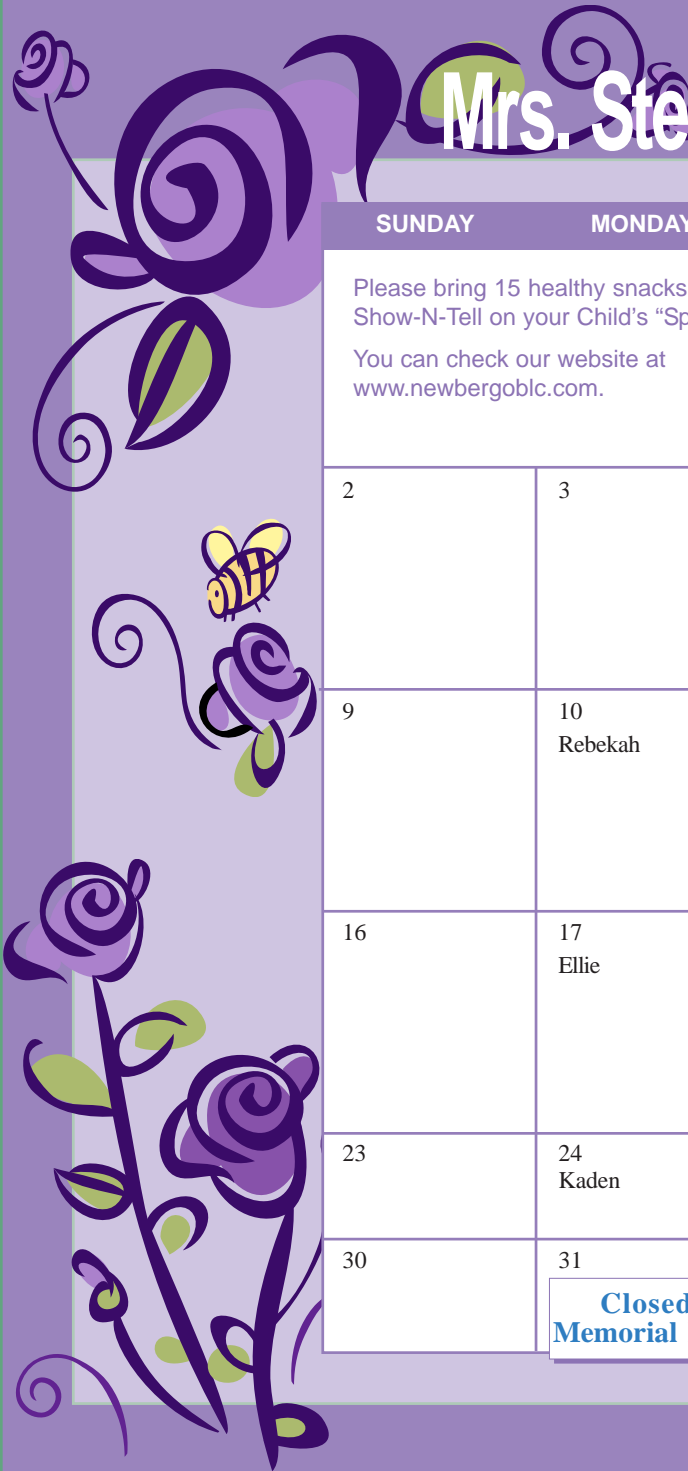 Mrs. Ste
SUNDAY MONDAY
Please bring 15 healthy snacks
Show-N-Tell on your Child’s “Sp
You can check our website at
www.newbergoblc.com.
2 3
9 10
Rebekah
16 17
Ellie
23 24
Kaden
30 31
Closed
Memorial